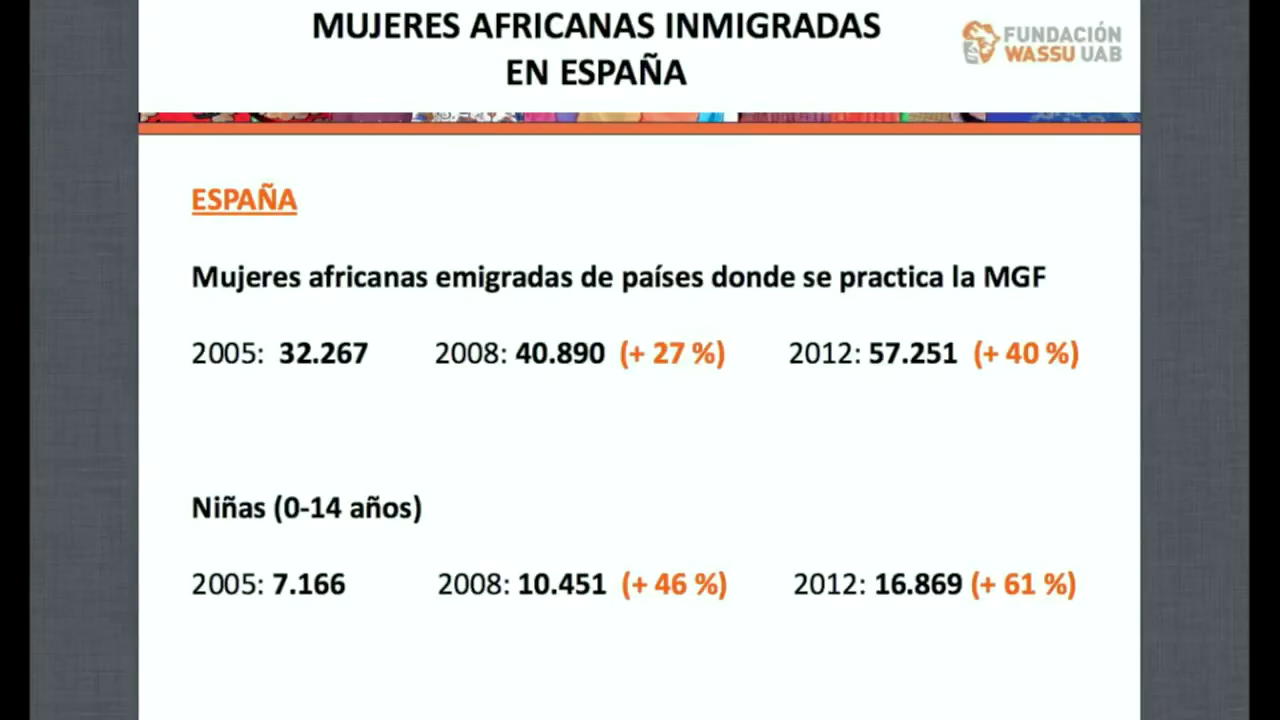 MUJERES AFRICANAS INMIGRADAS
EN ESPAÑA
FUNDACIÓN
WASSU UAB
ESPAÑA
Mujeres africanas emigradas de países donde se practica la MGF
2005: 32.267 2008: 40.890 (+ 27 %) 2012: 57.251 (+ 40 %)
Niñas (0-14 años)
2005: 7.166 2008: 10.451 (+ 46 %) 2012: 16.869 (+ 61 %)